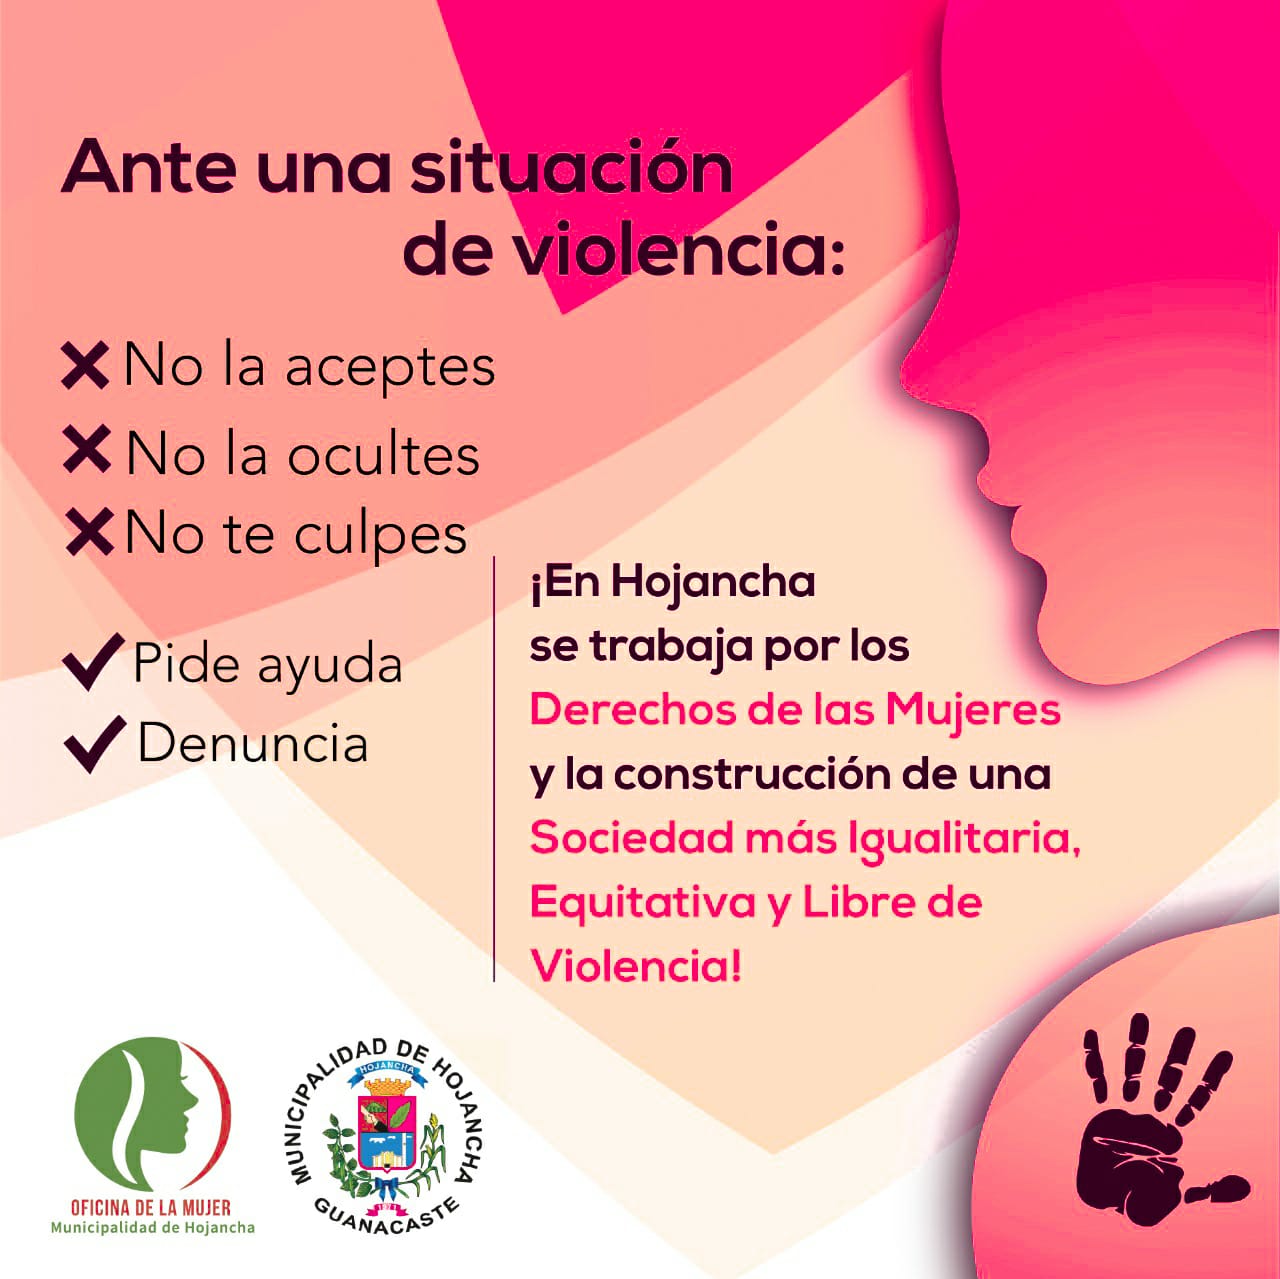 Ante una situación
de violencia:
No la aceptes
No la ocultes
No te culpes
Pide ayuda
Denuncia
¡En Hojancha
se trabaja por los
Derechos de las Mujeres
y la construcción de una
Sociedad más Igualitaria,
Equitativa y Libre de
Violencia!
OFICINA DE LA MUJER
Municipalidad de Hojancha
MUNICIPALIDAD DE HOJANCHA
HOJANCHA
1971
GUANACASTE